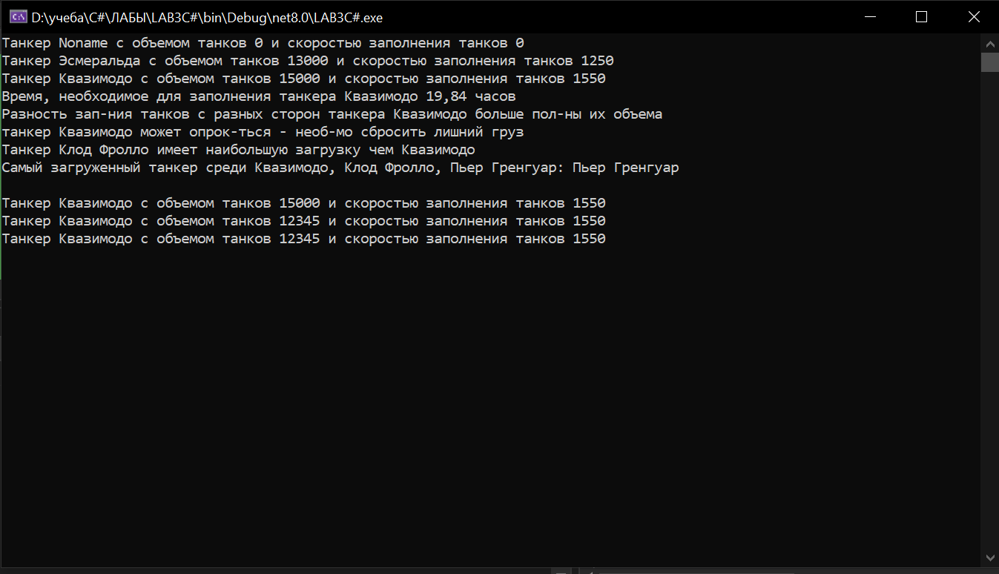 D:\учеба\C#\ЛАБЫ\LAB3C#\bin\Debug\net8.0\LAB3C#.exe
Танкер Noname с объемом танков 0 и скоростью заполнения танков 0
Танкер Эсмеральда с объемом танков 13000 и скоростью заполнения танков 1250
Танкер Квазимодо с объемом танков 15000 и скоростью заполнения танков 1550
Время, необходимое для заполнения танкера Квазимодо 19,84 часов
Разность зап-ния танков с разных сторон танкера Квазимодо больше пол-ны их объема
танкер Квазимодо может опрок-ться - необ-мо сбросить лишний груз
Танкер Клод Фролло имеет наибольшую загрузку чем Квазимодо
Самый загруженный танкер среди Квазимодо, Клод Фролло, Пьер Гренгуар: Пьер Гренгуар
Танкер Квазимодо с объемом танков 15000 и скоростью заполнения танков 1550
Танкер Квазимодо с объемом танков 12345 и скоростью заполнения танков 1550
Танкер Квазимодо с объемом танков 12345 и скоростью заполнения танков 1550